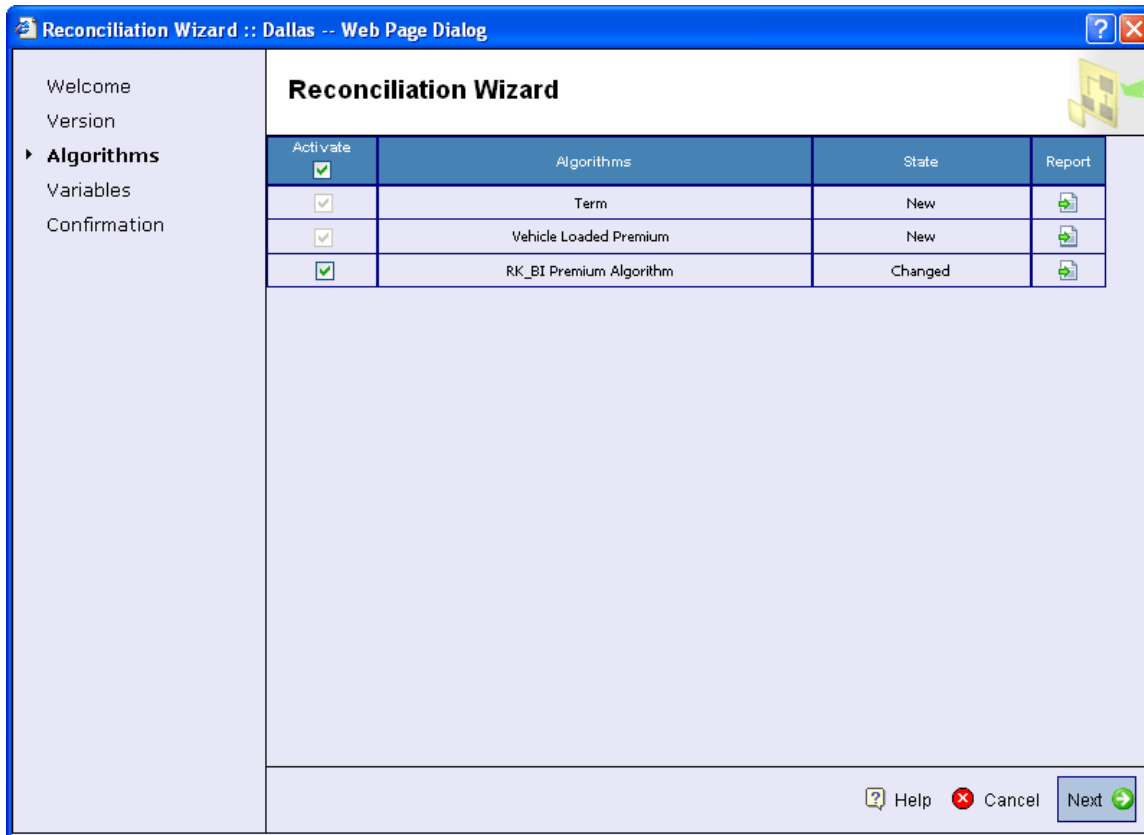 Reconciliation Wizard :: Dallas -- Web Page Dialog
Welcome
Version
Algorithms
Variables
Confirmation
Reconciliation Wizard
Activate Algorithms State Report
Term New
Vehicle Loaded Premium New
RK_BI Premium Algorithm Changed
Help Cancel Next